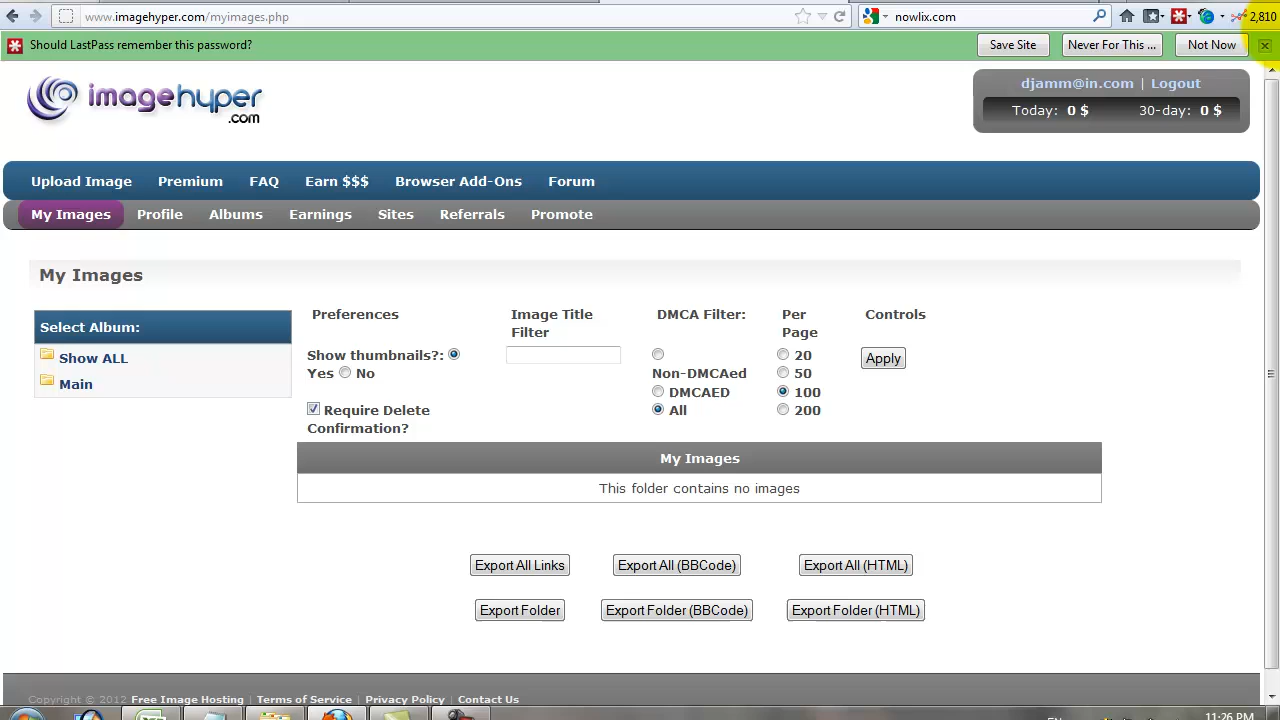 www.imagehyper.com/myimages.php
nowlix.com
2,810
Should LastPass remember this password?
Save Site
Never For This ...
Not Now
imagehyper
.com
djamm@in.com | Logout
Today: 0 $ 30-day: 0 $
Upload Image Premium FAQ Earn $$$ Browser Add-Ons Forum
My Images Profile Albums Earnings Sites Referrals Promote
My Images
Select Album:
Show ALL
Main
Preferences
Show thumbnails?:
Yes No
Require Delete
Confirmation?
Image Title
Filter
DMCA Filter:
Non-DMCAed
DMCAED
All
Per
Page
20
50
100
200
Controls
Apply
My Images
This folder contains no images
Export All Links
Export All (BBCode)
Export All (HTML)
Export Folder
Export Folder (BBCode)
Export Folder (HTML)
Copyright © 2012 Free Image Hosting | Terms of Service | Privacy Policy | Contact Us
11:26 PM